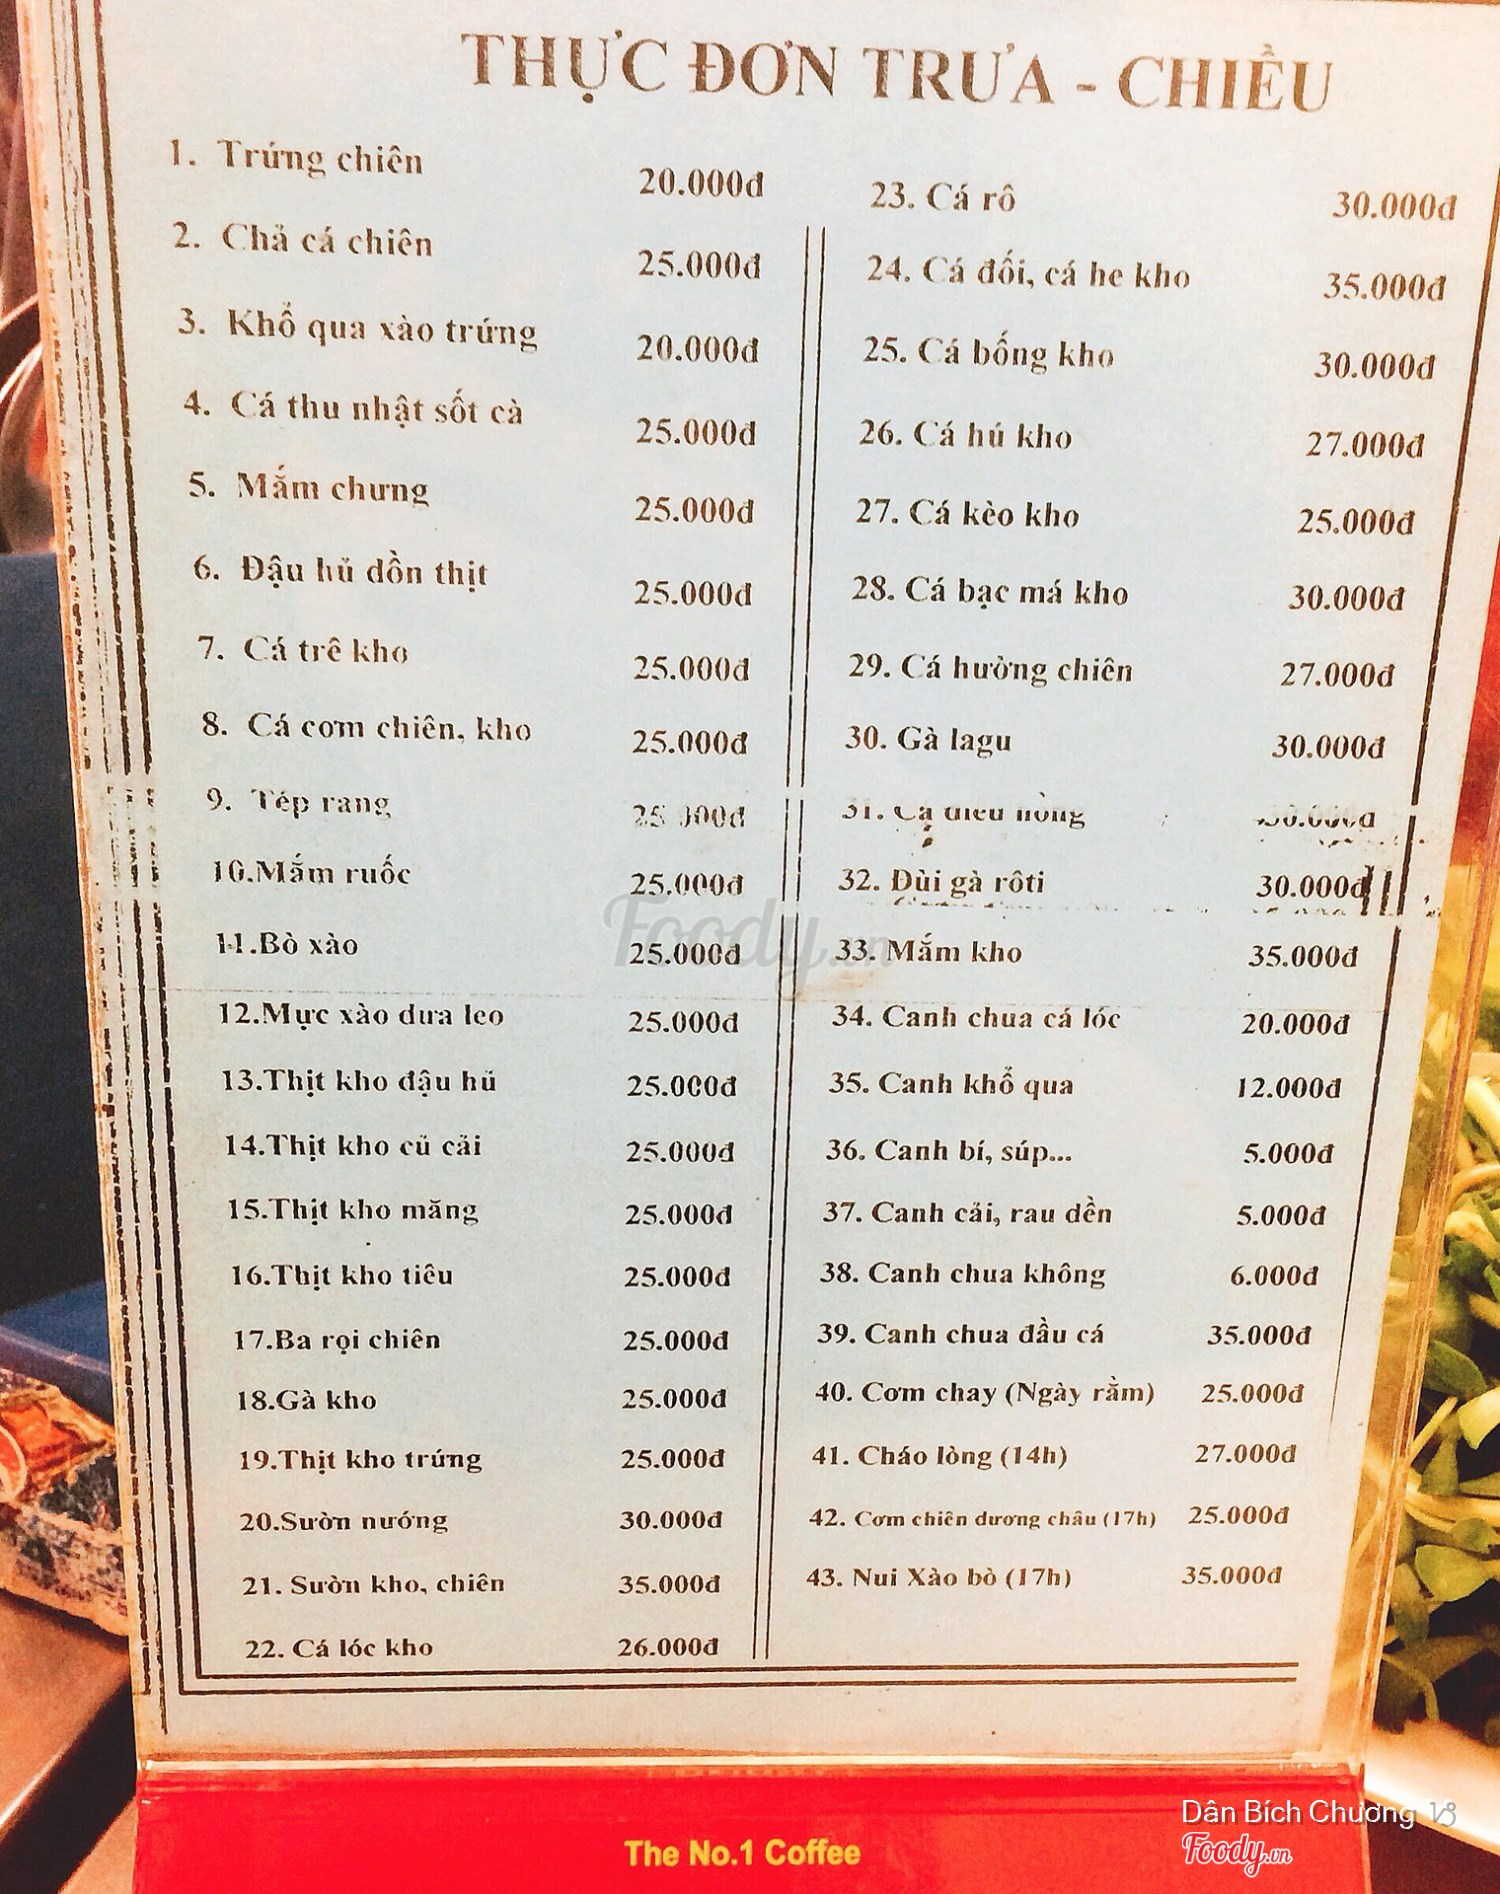 THỰC ĐƠN TRƯA - CHIỀU
1. Trứng chiên 20.000đ
2. Chả cá chiên 25.000đ
3. Khổ qua xào trứng 20.000đ
4. Cá thu nhật sốt cà 25.000đ
5. Mắm chưng 25.000đ
6. Đậu hủ dồn thịt 25.000đ
7. Cá trê kho 25.000đ
8. Cá cơm chiên, kho 25.000đ
9. Tép rang 25.000đ
10.Mắm ruốc 25.000đ
11.Bò xào 25.000đ
12.Mực xào dưa leo 25.000đ
13.Thịt kho đậu hủ 25.000đ
14.Thịt kho củ cải 25.000đ
15.Thịt kho măng 25.000đ
16.Thịt kho tiêu 25.000đ
17.Ba rọi chiên 25.000đ
18.Gà kho 25.000đ
19.Thịt kho trứng 25.000đ
20.Sườn nướng 30.000đ
21. Sườn kho, chiên 35.000đ
22. Cá lóc kho 26.000đ
23. Cá rô 30.000đ
24. Cá đối, cá he kho 35.000đ
25. Cá bống kho 30.000đ
26. Cá hú kho 27.000đ
27. Cá kèo kho 25.000đ
28. Cá bạc má kho 30.000đ
29. Cá hường chiên 27.000đ
30. Gà lagu 30.000đ
31. diêu hồng
32. Đùi gà rôti 30.000đ
33. Mắm kho 35.000đ
34. Canh chua cá lóc 20.000đ
35. Canh khổ qua 12.000đ
36. Canh bí, súp... 5.000đ
37. Canh cải, rau dền 5.000đ
38. Canh chua không 6.000đ
39. Canh chua đầu cá 35.000đ
40. Cơm chay (Ngày rằm) 25.000đ
41. Cháo lòng (14h) 27.000đ
42. Cơm chiên dương châu (17h) 25.000đ
43. Nui Xào bò (17h) 35.000đ
Foody.vn
The No.1 Coffee
Dân Bích Chương
Foody.vn